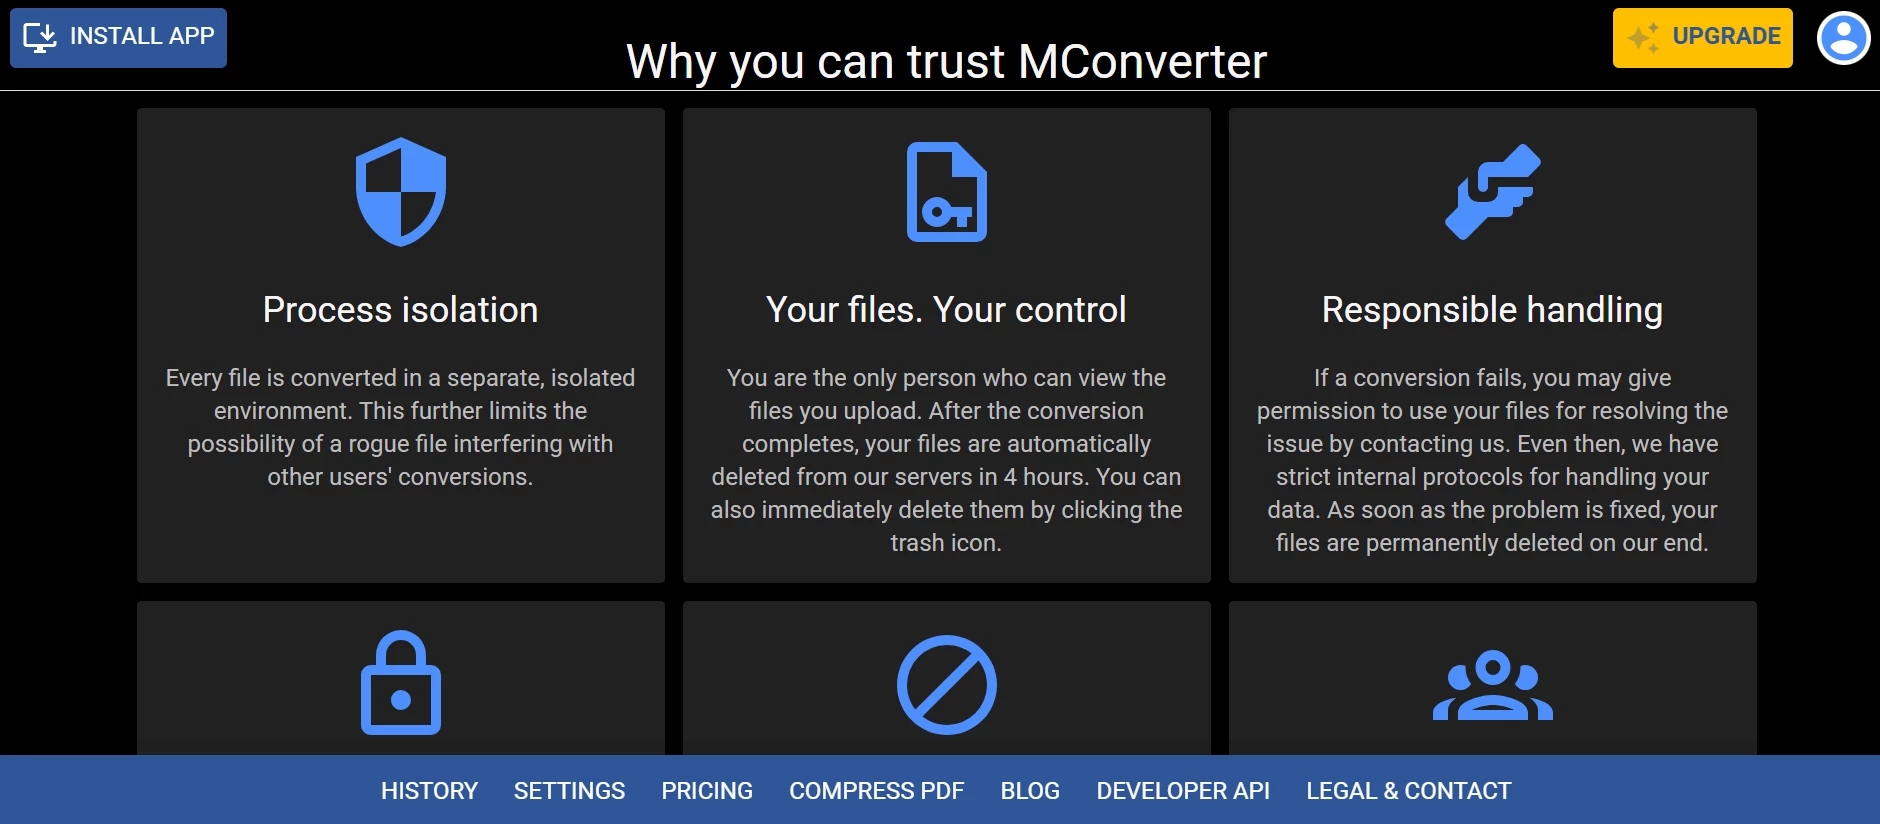 INSTALL APP
UPGRADE
Why you can trust MConverter
Process isolation
Every file is converted in a separate, isolated
environment. This further limits the
possibility of a rogue file interfering with
other users' conversions.
Your files. Your control
You are the only person who can view the
files you upload. After the conversion
completes, your files are automatically
deleted from our servers in 4 hours. You can
also immediately delete them by clicking the
trash icon.
Responsible handling
If a conversion fails, you may give
permission to use your files for resolving the
issue by contacting us. Even then, we have
strict internal protocols for handling your
data. As soon as the problem is fixed, your
files are permanently deleted on our end.
HISTORY SETTINGS PRICING COMPRESS PDF BLOG DEVELOPER API LEGAL & CONTACT